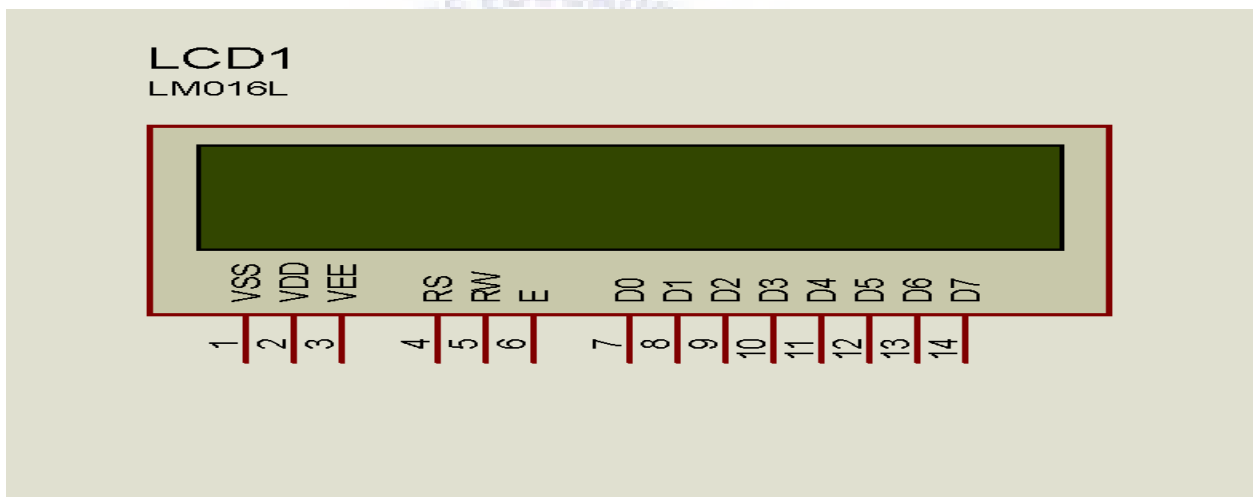 LCD1
LM016L
VSS VDD VEE RS RW E D0 D1 D2 D3 D4 D5 D6 D7
1 2 3 4 5 6 7 8 9 10 11 12 13 14